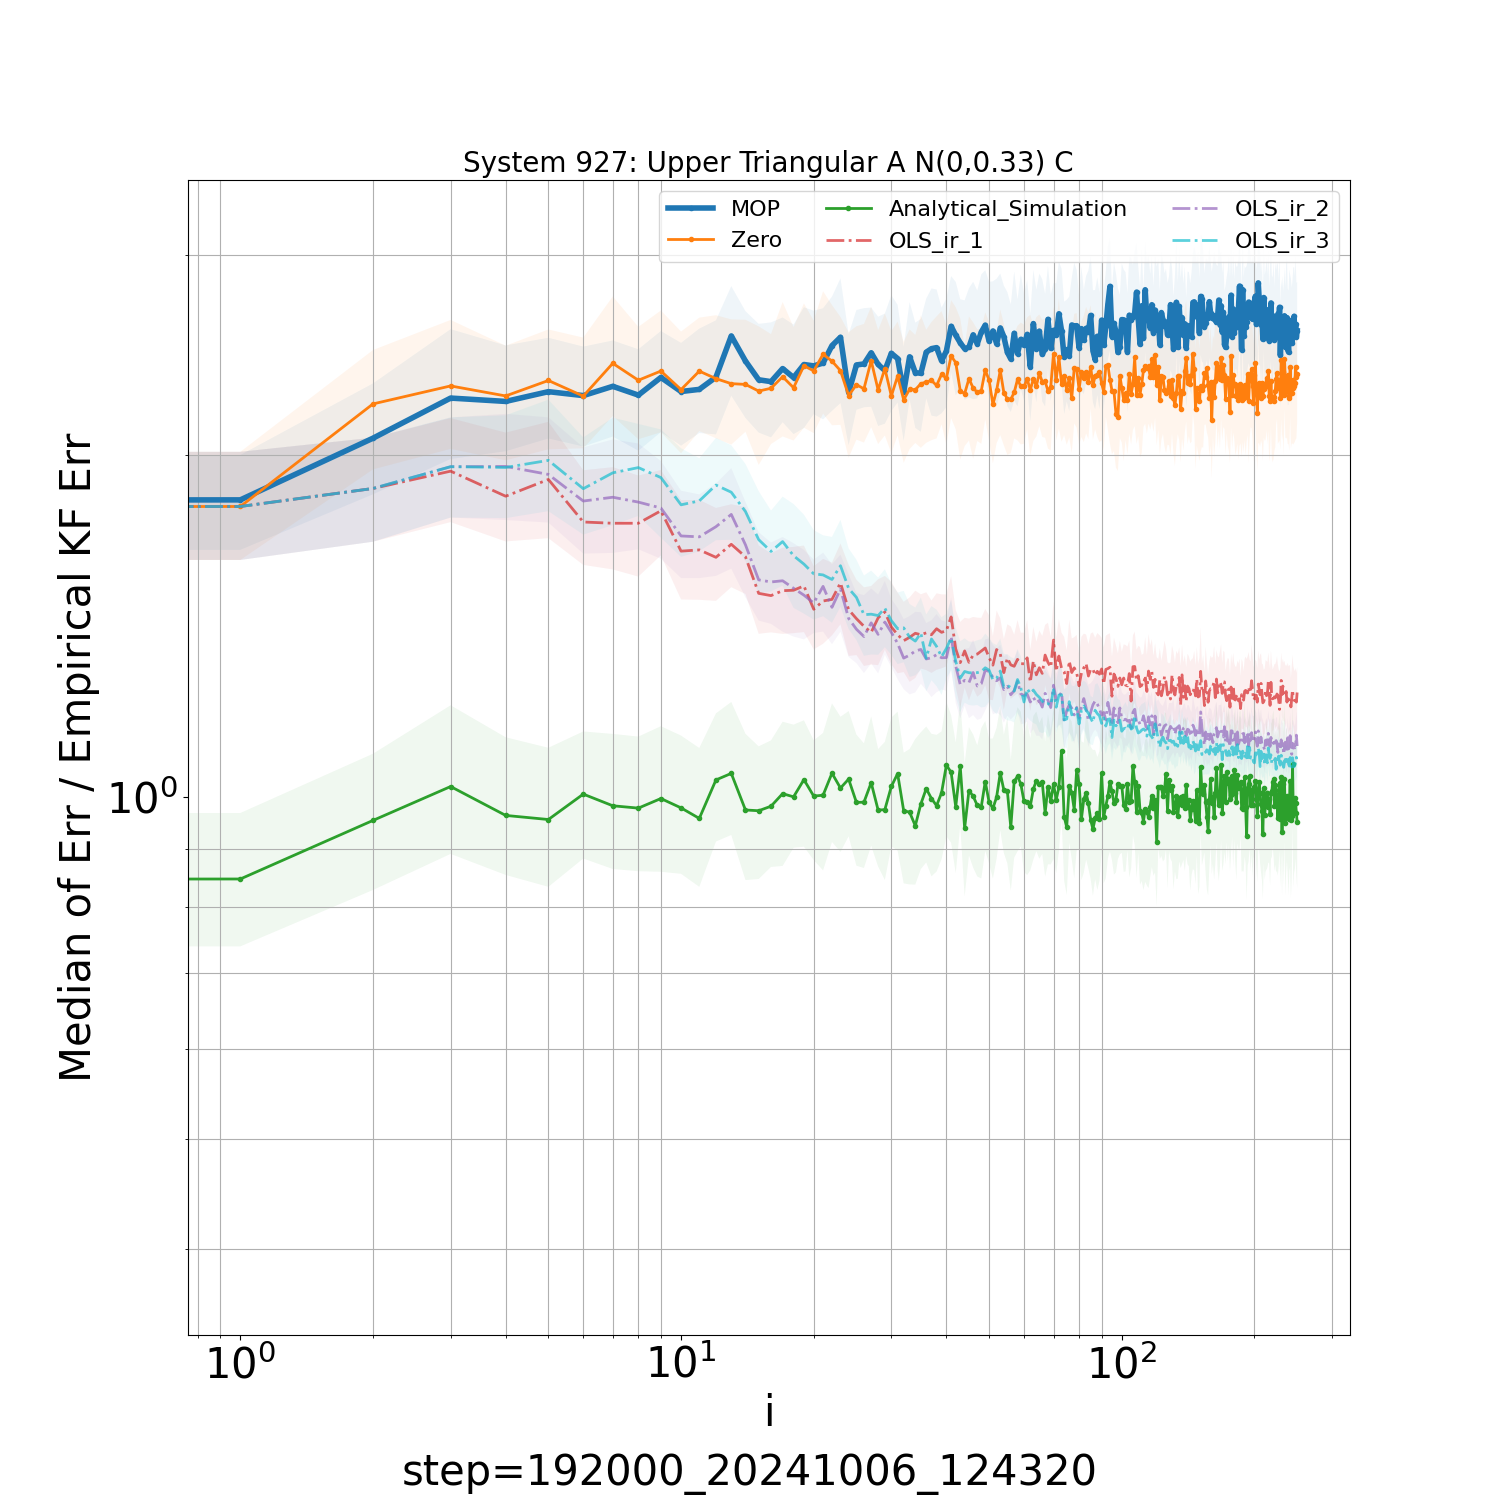 System 927: Upper Triangular A N(0,0.33) C
MOP
Zero
Analytical_Simulation
OLS_ir_1
OLS_ir_2
OLS_ir_3
Median of Err / Empirical KF Err
10⁰
10⁰
10¹
10²
i
step=192000_20241006_124320